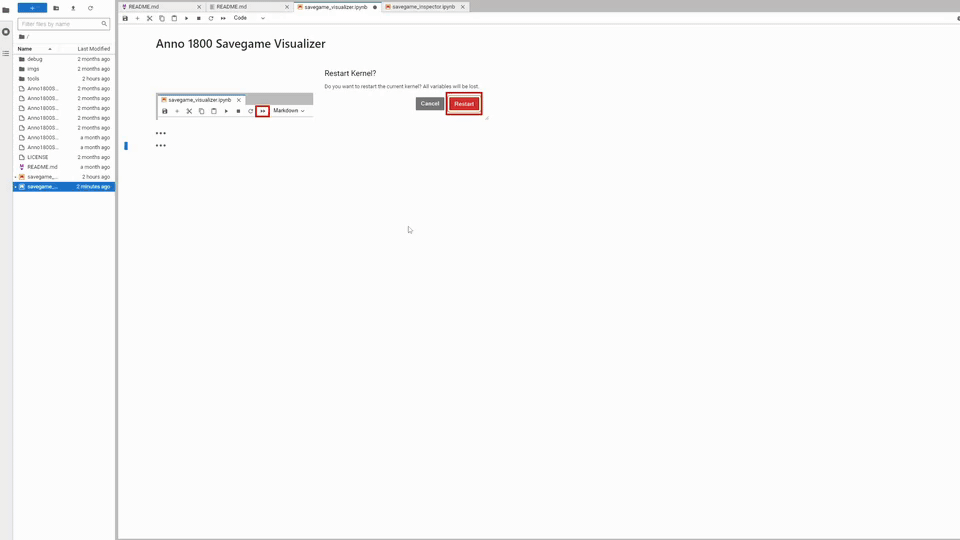 README.md
README.md
savegame_visualizer.ipynb
savegame_inspector.ipynb
Code
Filter files by name
/
Name Last Modified
debug 2 months ago
imgs 2 months ago
tools 2 hours ago
Anno1800S... 2 months ago
Anno1800S... 2 months ago
Anno1800S... 2 months ago
Anno1800S... 2 months ago
Anno1800S... 2 months ago
Anno1800S... a month ago
Anno1800S... a month ago
LICENSE 2 months ago
README.md a month ago
savegame_... 2 hours ago
savegame_... 2 minutes ago
Anno 1800 Savegame Visualizer
savegame_visualizer.ipynb
Markdown
Restart Kernel?
Do you want to restart the current kernel? All variables will be lost.
Cancel Restart